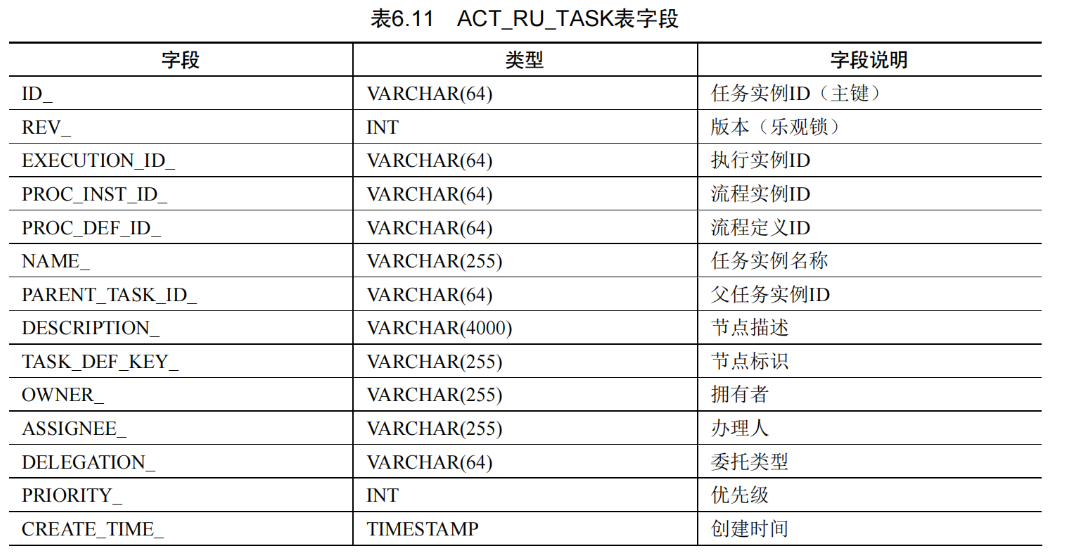 表6.11 ACT_RU_TASK表字段
字段 类型 字段说明
ID_ VARCHAR(64) 任务实例ID（主键）
REV_ INT 版本（乐观锁）
EXECUTION_ID_ VARCHAR(64) 执行实例ID
PROC_INST_ID_ VARCHAR(64) 流程实例ID
PROC_DEF_ID_ VARCHAR(64) 流程定义ID
NAME_ VARCHAR(255) 任务实例名称
PARENT_TASK_ID_ VARCHAR(64) 父任务实例ID
DESCRIPTION_ VARCHAR(4000) 节点描述
TASK_DEF_KEY_ VARCHAR(255) 节点标识
OWNER_ VARCHAR(255) 拥有者
ASSIGNEE_ VARCHAR(255) 办理人
DELEGATION_ VARCHAR(64) 委托类型
PRIORITY_ INT 优先级
CREATE_TIME_ TIMESTAMP 创建时间